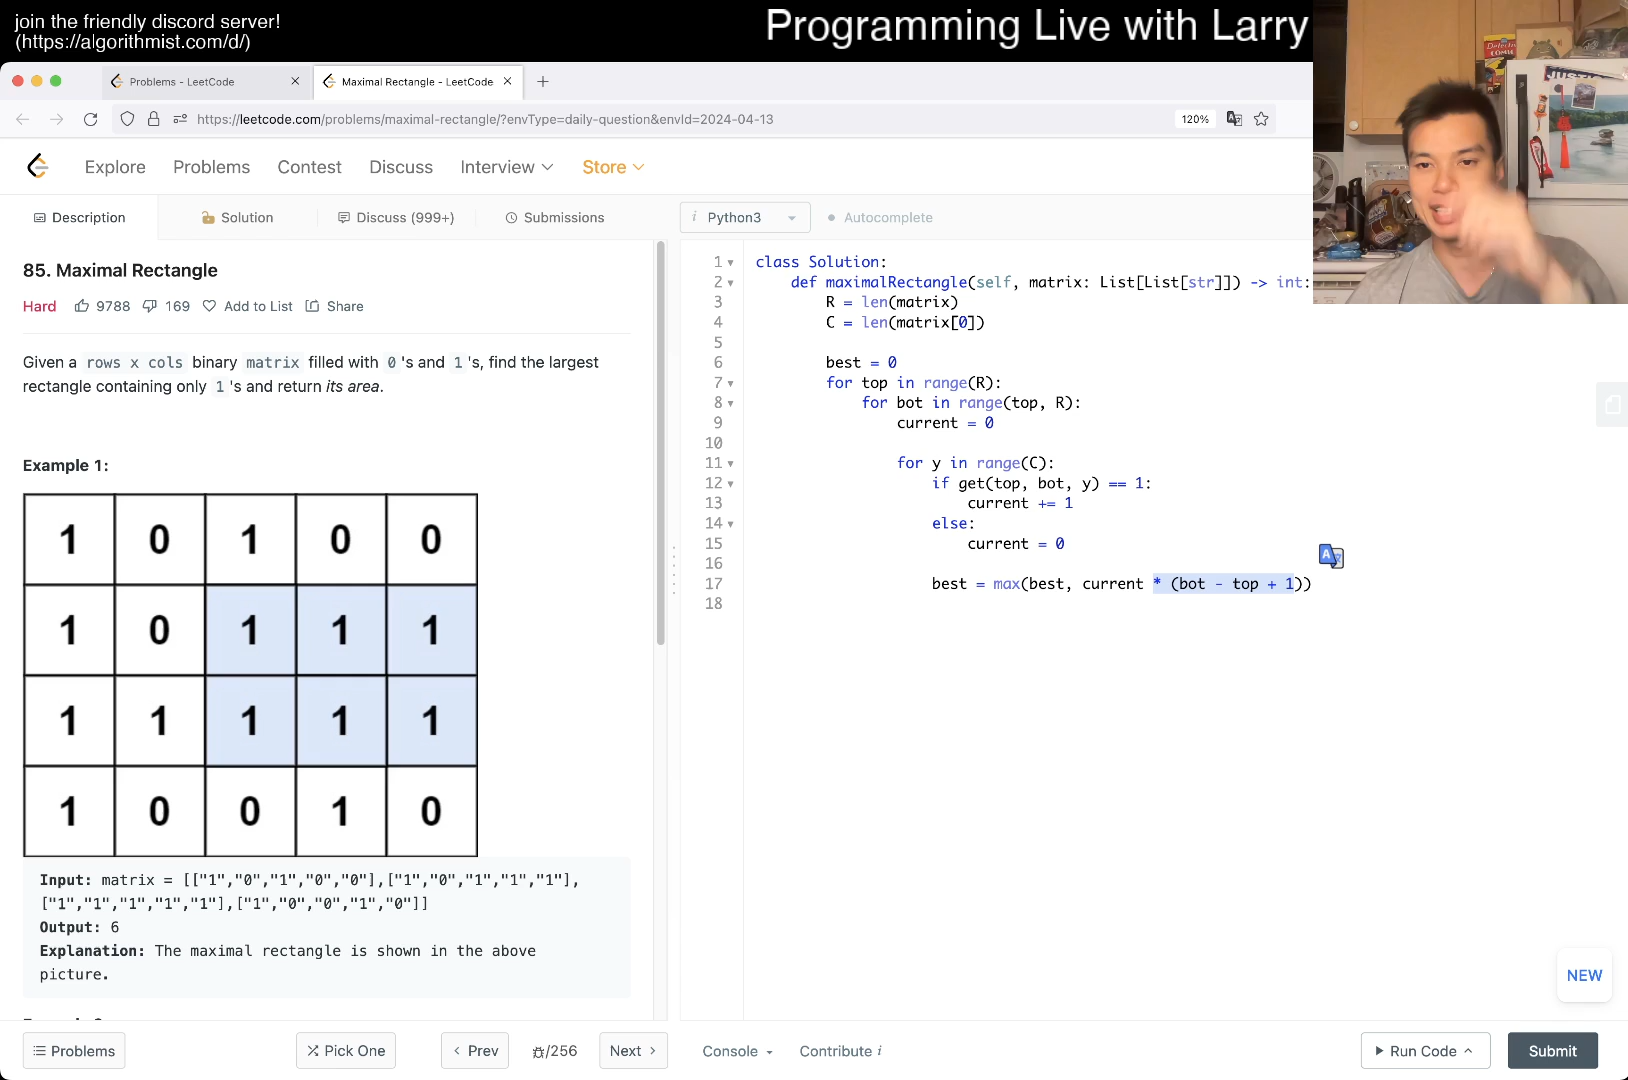 join the friendly discord server!
(https://algorithmist.com/d/)
Programming Live with Larry
Problems - LeetCode
Maximal Rectangle - LeetCode
https://leetcode.com/problems/maximal-rectangle/?envType=daily-question&envId=2024-04-13
120%
Explore Problems Contest Discuss Interview Store
Description Solution Discuss (999+) Submissions
i Python3 Autocomplete
85. Maximal Rectangle
Hard 9788 169 Add to List Share
Given a rows x cols binary matrix filled with 0 's and 1 's, find the largest
rectangle containing only 1 's and return its area.
Example 1:
1 0 1 0 0
1 0 1 1 1
1 1 1 1 1
1 0 0 1 0
Input: matrix = [["1","0","1","0","0"],["1","0","1","1","1"],
["1","1","1","1","1"],["1","0","0","1","0"]]
Output: 6
Explanation: The maximal rectangle is shown in the above
picture.
1 class Solution:
2 def maximalRectangle(self, matrix: List[List[str]]) -> int:
3 R = len(matrix)
4 C = len(matrix[0])
5
6 best = 0
7 for top in range(R):
8 for bot in range(top, R):
9 current = 0
10
11 for y in range(C):
12 if get(top, bot, y) == 1:
13 current += 1
14 else:
15 current = 0
16
17 best = max(best, current * (bot - top + 1))
18
NEW
Problems Pick One Prev /256 Next Console Contribute i Run Code Submit